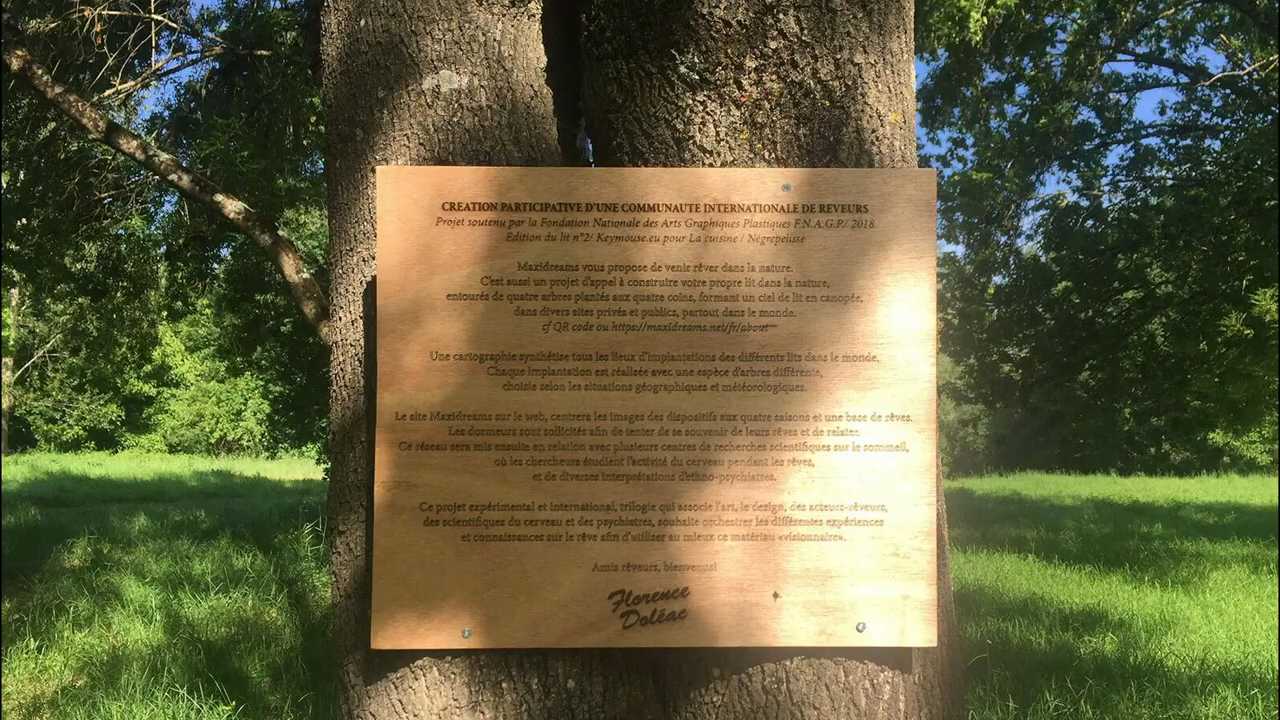 CREATION PARTICIPATIVE D'UNE COMMUNAUTE INTERNATIONALE DE REVEURS
Projet soutenu par la Fondation Nationale des Arts Graphiques Plastiques F.N.A.G.P./ 2018
Edition du lit n°2/ Keymouse.eu pour La cuisine / Négrepelisse
Maxidreams vous propose de venir rêver dans la nature.
C'est aussi un projet d'appel à construire votre propre lit dans la nature,
entourés de quatre arbres plantés aux quatre coins, formant un ciel de lit en canopée,
dans divers sites privés et publics, partout dans le monde.
cf QR code ou https://maxidreams.net/fr/about
Une cartographie synthétise tous les lieux d'implantations des différents lits dans le monde.
Chaque implantation est réalisée avec une espèce d'arbres différente,
choisie selon les situations géographiques et météorologiques.
Le site Maxidreams sur le web, centrera les images des dispositifs aux quatre saisons et une base de rêves.
Les dormeurs sont sollicités afin de tenter de se souvenir de leurs rêves et de relater.
Ce réseau sera mis ensuite en relation avec plusieurs centres de recherches scientifiques sur le sommeil,
où les chercheurs étudient l'activité du cerveau pendant les rêves,
et de diverses interprétations d'ethno-psychiatres.
Ce projet expérimental et international, trilogie qui associe l'art, le design, des acteurs-rêveurs,
des scientifiques du cerveau et des psychiatres, souhaite orchestrer les différentes expériences
et connaissances sur le rêve afin d'utiliser au mieux ce matériau «visionnaire».
Amis rêveurs, bienvenus!
Florence
Doléac